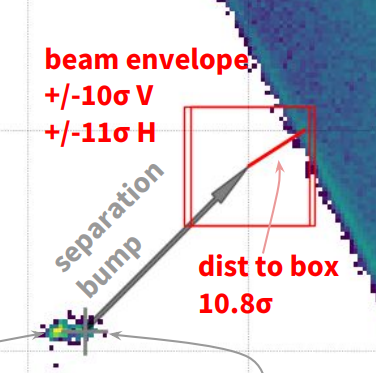 beam envelope
+/-10σ V
+/-11σ H
separation
bump
dist to box
10.8σ